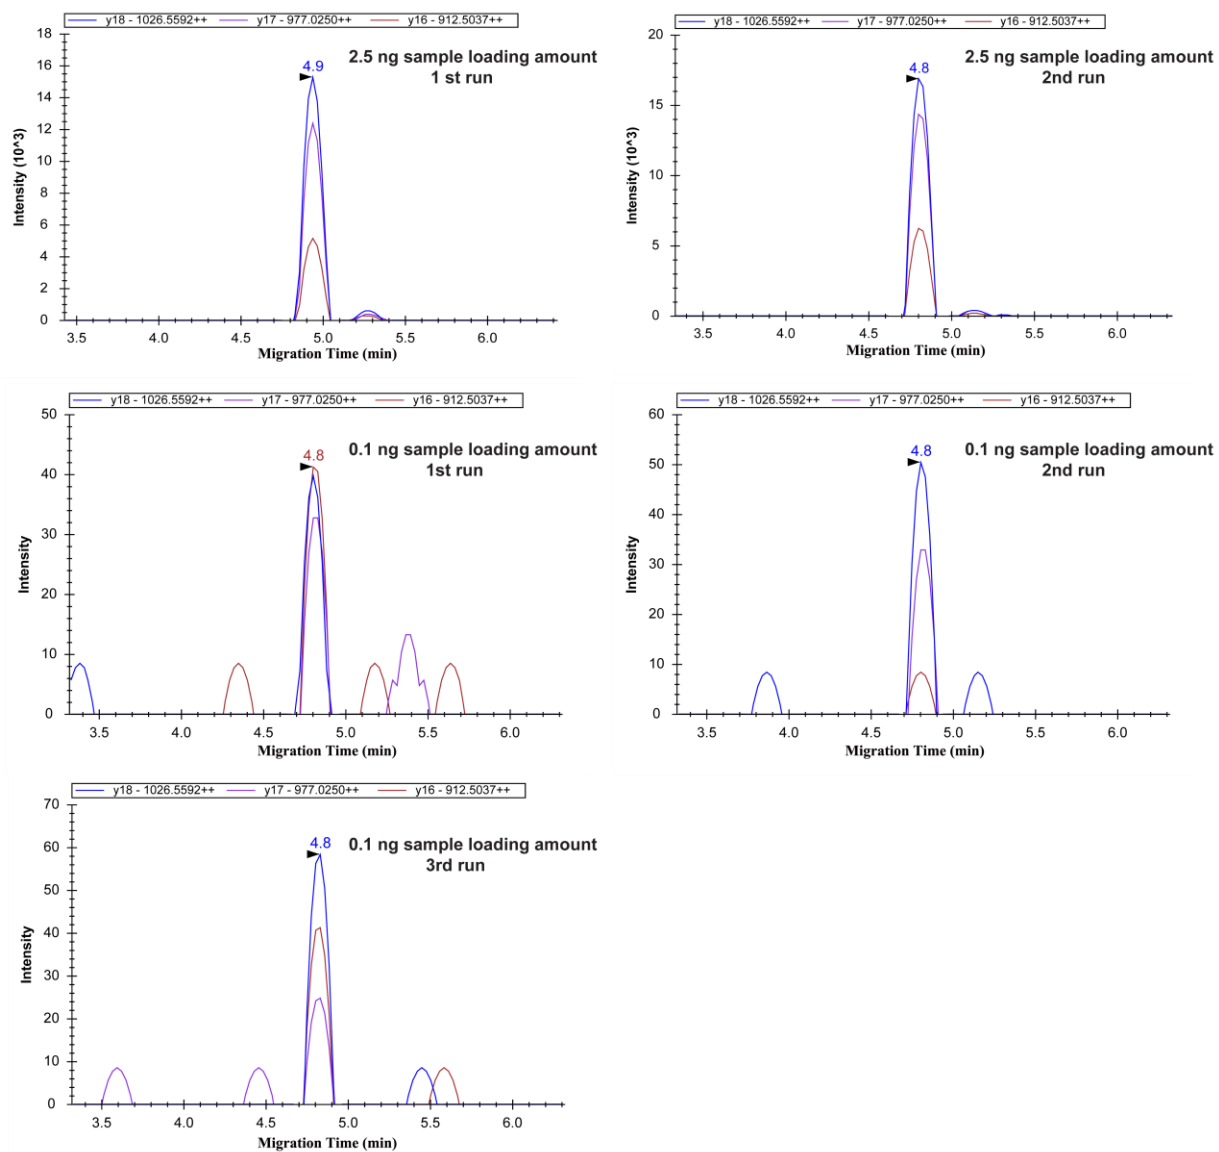 y18 - 1026.5592++ y17 - 977.0250++ y16 - 912.5037++
2.5 ng sample loading amount
1 st run
4.9
18
16
14
12
10
8
6
4
2
0
Intensity (10^3)
3.5 4.0 4.5 5.0 5.5 6.0
Migration Time (min)
y18 - 1026.5592++ y17 - 977.0250++ y16 - 912.5037++
2.5 ng sample loading amount
2nd run
4.8
20
15
10
5
0
Intensity (10^3)
3.5 4.0 4.5 5.0 5.5 6.0
Migration Time (min)
y18 - 1026.5592++ y17 - 977.0250++ y16 - 912.5037++
0.1 ng sample loading amount
1st run
4.8
50
40
30
20
10
0
Intensity
3.5 4.0 4.5 5.0 5.5 6.0
Migration Time (min)
y18 - 1026.5592++ y17 - 977.0250++ y16 - 912.5037++
0.1 ng sample loading amount
2nd run
4.8
60
50
40
30
20
10
0
Intensity
3.5 4.0 4.5 5.0 5.5 6.0
Migration Time (min)
y18 - 1026.5592++ y17 - 977.0250++ y16 - 912.5037++
0.1 ng sample loading amount
3rd run
4.8
70
60
50
40
30
20
10
0
Intensity
3.5 4.0 4.5 5.0 5.5 6.0
Migration Time (min)